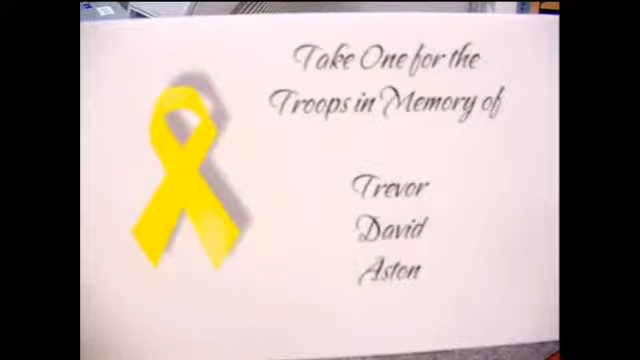 Take One for the
Troops in Memory of
Trevor
David
Aston